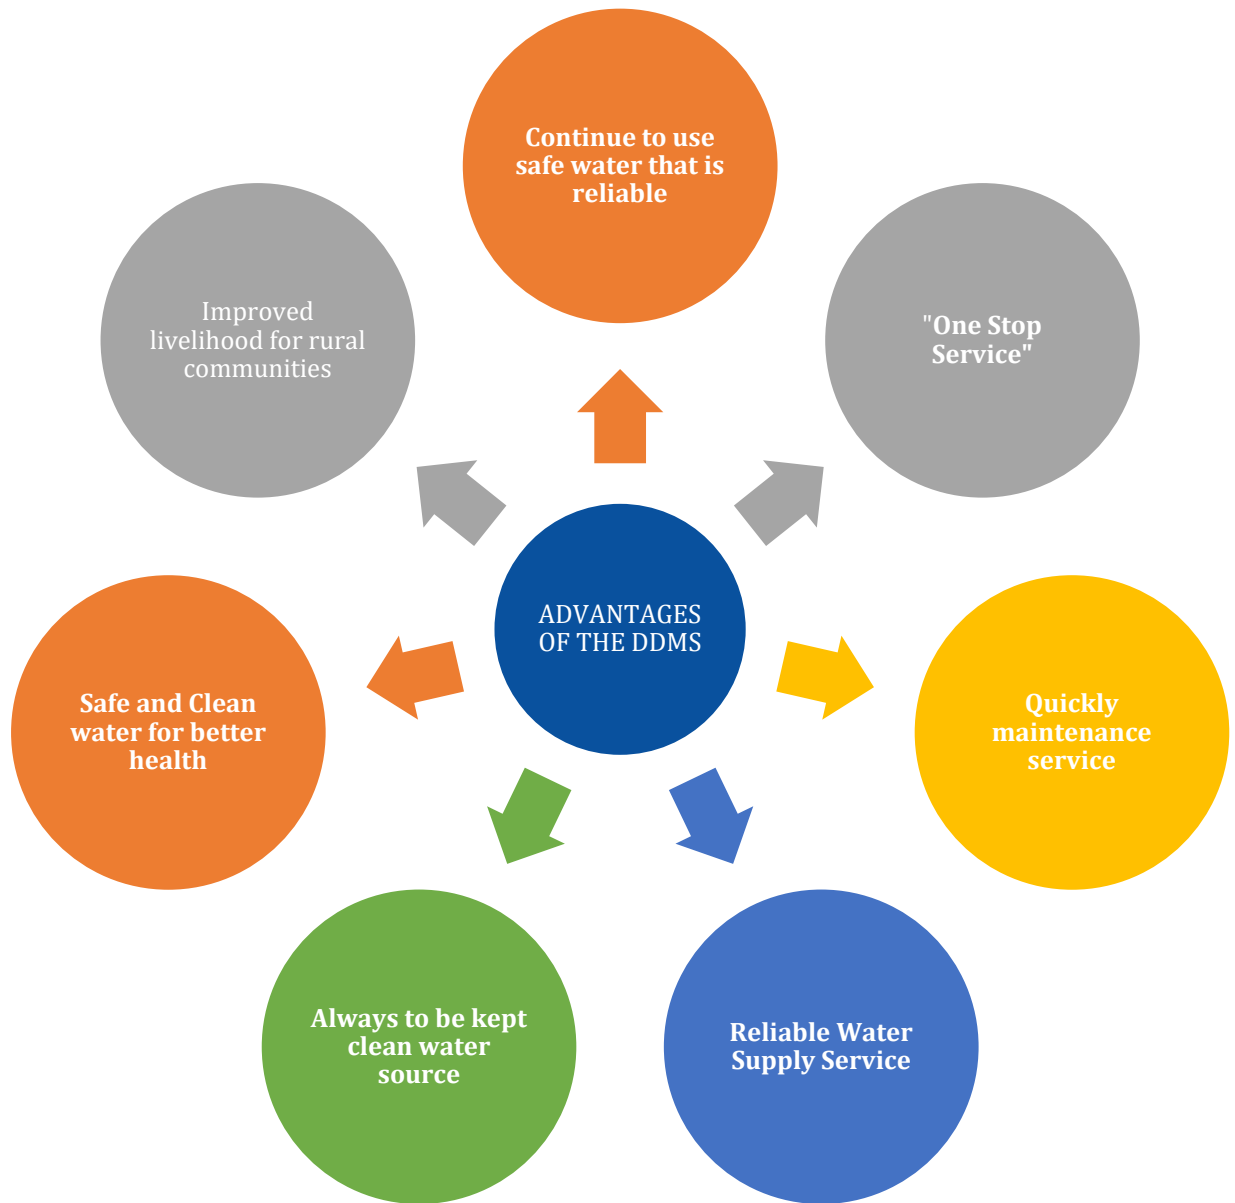 Continue to use
safe water that is
reliable
"One Stop
Service"
Quickly
maintenance
service
Reliable Water
Supply Service
Always to be kept
clean water
source
Safe and Clean
water for better
health
Improved
livelihood for rural
communities
ADVANTAGES
OF THE DDMS